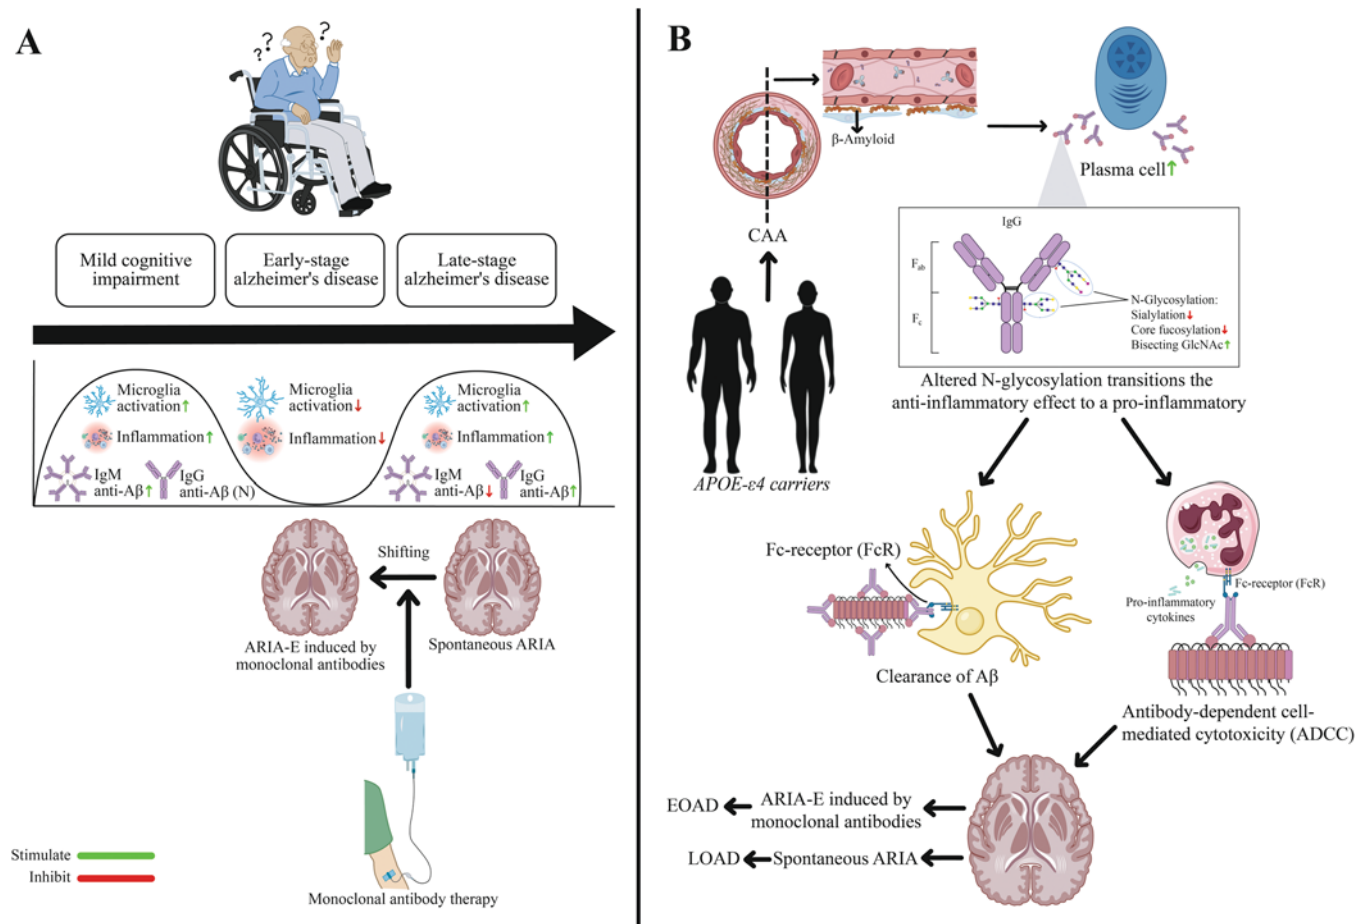 A
? ? ?
Mild cognitive
impairment
Early-stage
alzheimer's disease
Late-stage
alzheimer's disease
Microglia
activation↑
Inflammation↑
IgM
anti-Aβ↑
IgG
anti-Aβ (N)
Microglia
activation↓
Inflammation↓
Microglia
activation↑
Inflammation↑
IgM
anti-Aβ↓
IgG
anti-Aβ↑
Shifting
ARIA-E induced by
monoclonal antibodies
Spontaneous ARIA
Monoclonal antibody therapy
Stimulate
Inhibit
B
β-Amyloid
Plasma cell↑
CAA
APOE-ε4 carriers
IgG
Fab
Fc
N-Glycosylation:
Sialylation↓
Core fucosylation↓
Bisecting GlcNAc↑
Altered N-glycosylation transitions the
anti-inflammatory effect to a pro-inflammatory
Fc-receptor (FcR)
Clearance of Aβ
Fc-receptor (FcR)
Pro-inflammatory
cytokines
Antibody-dependent cell-
mediated cytotoxicity (ADCC)
EOAD
ARIA-E induced by
monoclonal antibodies
LOAD
Spontaneous ARIA